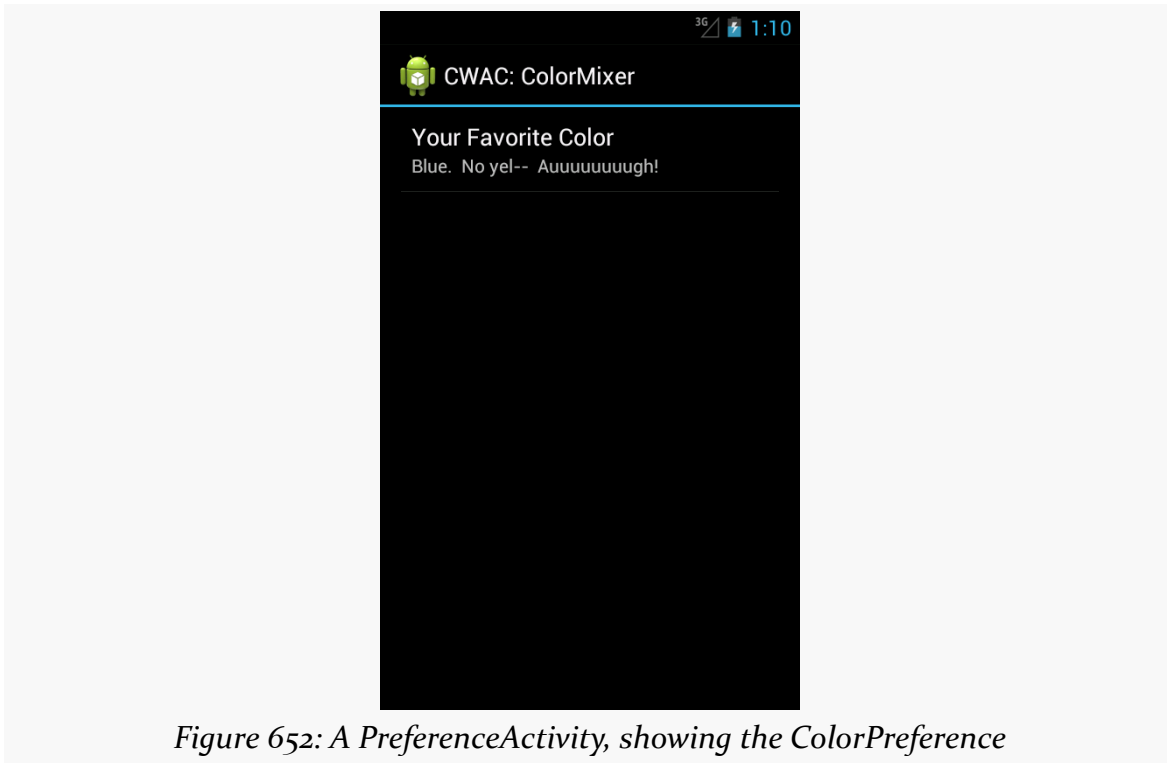 3G 1:10
CWAC: ColorMixer
Your Favorite Color
Blue.  No yel--  Auuuuuuuugh!
Figure 652: A PreferenceActivity, showing the ColorPreference